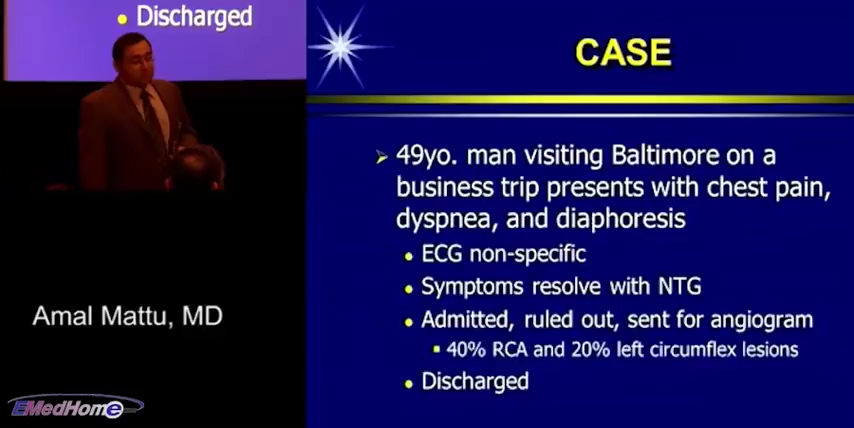 • Discharged
CASE
➢ 49yo. man visiting Baltimore on a
business trip presents with chest pain,
dyspnea, and diaphoresis
• ECG non-specific
• Symptoms resolve with NTG
• Admitted, ruled out, sent for angiogram
▪ 40% RCA and 20% left circumflex lesions
• Discharged
Amal Mattu, MD
EMedHome